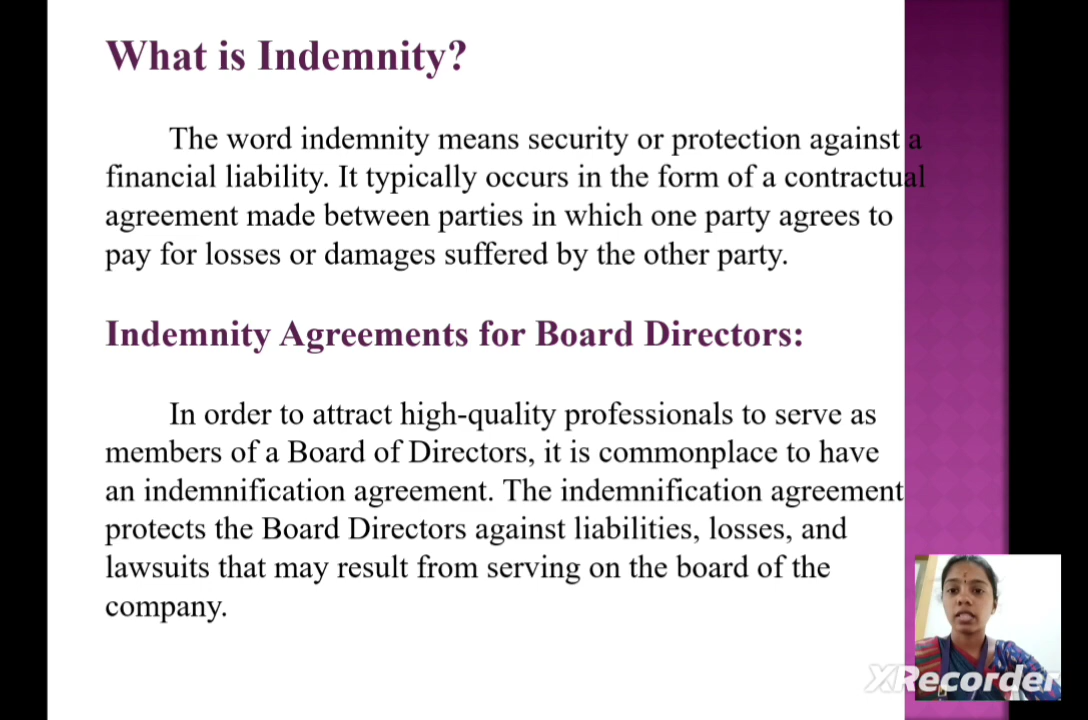 What is Indemnity?
The word indemnity means security or protection against a
financial liability. It typically occurs in the form of a contractual
agreement made between parties in which one party agrees to
pay for losses or damages suffered by the other party.
Indemnity Agreements for Board Directors:
In order to attract high-quality professionals to serve as
members of a Board of Directors, it is commonplace to have
an indemnification agreement. The indemnification agreement
protects the Board Directors against liabilities, losses, and
lawsuits that may result from serving on the board of the
company.
XRecorder